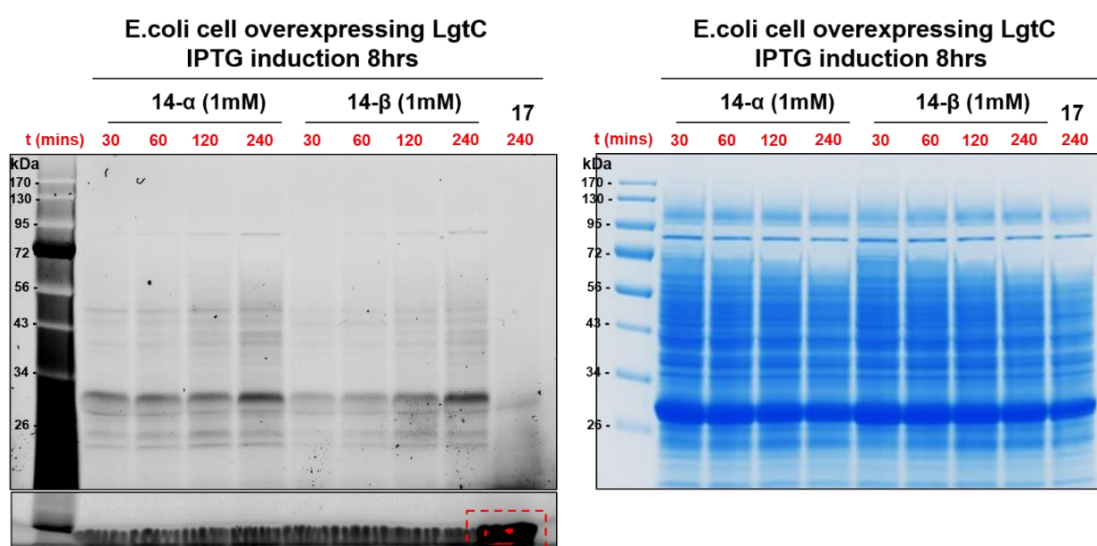 E.coli cell overexpressing LgtC
IPTG induction 8hrs
14-α (1mM) 14-β (1mM) 17
t (mins) 30 60 120 240 30 60 120 240 240
kDa
170 -
130 -
95 -
72
56 -
43 -
34 -
26 -
E.coli cell overexpressing LgtC
IPTG induction 8hrs
14-α (1mM) 14-β (1mM) 17
t (mins) 30 60 120 240 30 60 120 240 240
kDa
170 -
130 -
95 -
72 -
56 -
43 -
34 -
26 -